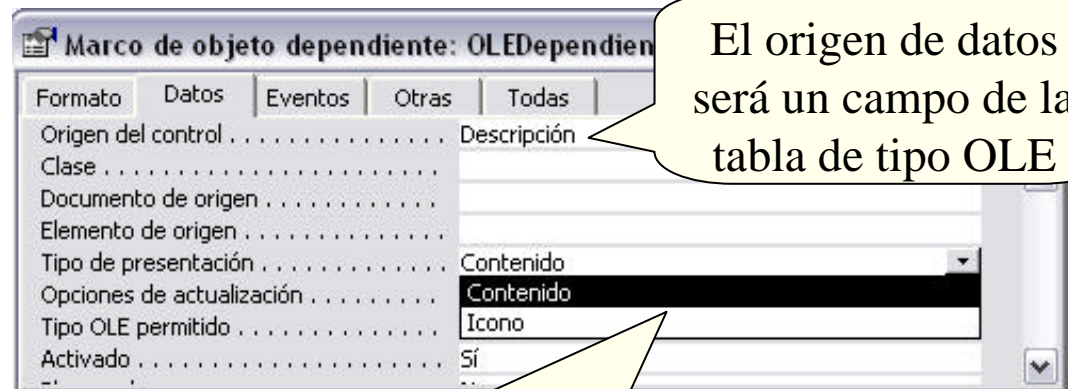 Marco de objeto dependiente: OLEDependien
El origen de datos
será un campo de la
tabla de tipo OLE
Formato Datos Eventos Otras Todas
Origen del control . . . . . . . . . . . . . . . . Descripción
Clase . . . . . . . . . . . . . . . . . . . . . . . .
Documento de origen . . . . . . . . . . . . .
Elemento de origen . . . . . . . . . . . . . . .
Tipo de presentación . . . . . . . . . . . . . . Contenido
Opciones de actualización . . . . . . . . . Contenido
Tipo OLE permitido . . . . . . . . . . . . . . . Icono
Activado . . . . . . . . . . . . . . . . . . . . . . Sí